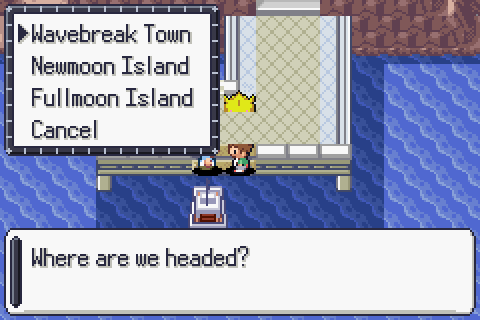 Wavebreak Town
Newmoon Island
Fullmoon Island
Cancel
Where are we headed?